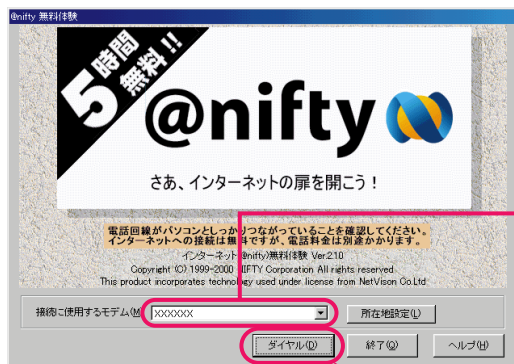 @nifty 無料体験
5時間
無料!!
@nifty
さあ、インターネットの扉を開こう！
電話回線がパソコンとしっかりつながっていることを確認してください。
インターネットへの接続は無料ですが、電話料金は別途かかります。
インターネット(@nifty)無料体験 Ver.2.10
Copyright (C) 1999-2000 NIFTY Corporation All rights reserved
This product incorporates technology used under license from NetVison Co.Ltd.
接続に使用するモデム(M) XXXXXX 所在地設定(L)
ダイヤル(D) 終了(Q) ヘルプ(H)